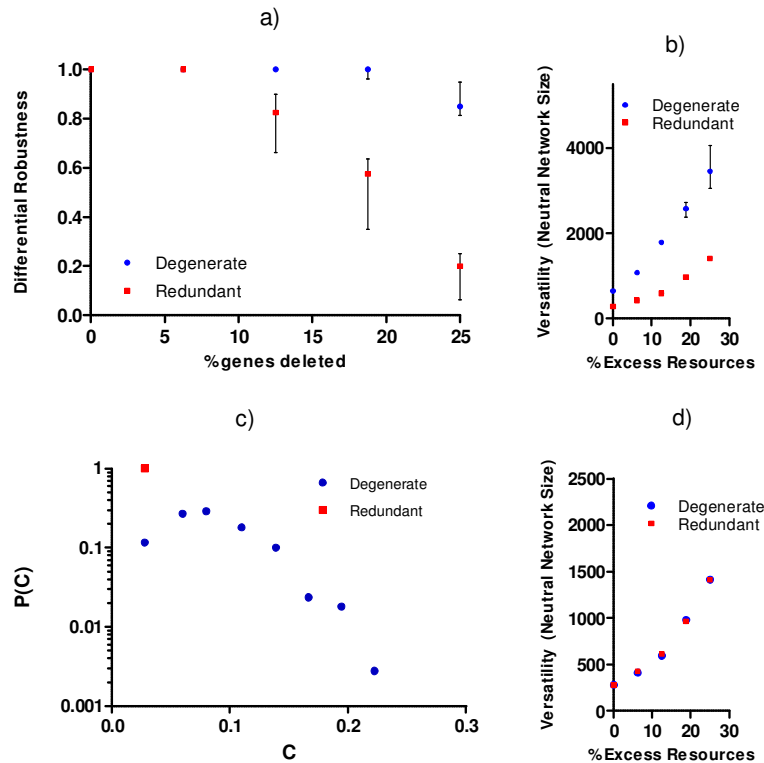 a)
Differential Robustness
1.0
0.8
0.6
0.4
0.2
0.0
Degenerate
Redundant
0 5 10 15 20 25
%genes deleted
b)
Versatility (Neutral Network Size)
4000
2000
0
Degenerate
Redundant
0 10 20 30
%Excess Resources
c)
P(C)
1
0.1
0.01
0.001
Degenerate
Redundant
0.0 0.1 0.2 0.3
C
d)
Versatility (Neutral Network Size)
2500
2000
1500
1000
500
0
Degenerate
Redundant
0 10 20 30
%Excess Resources